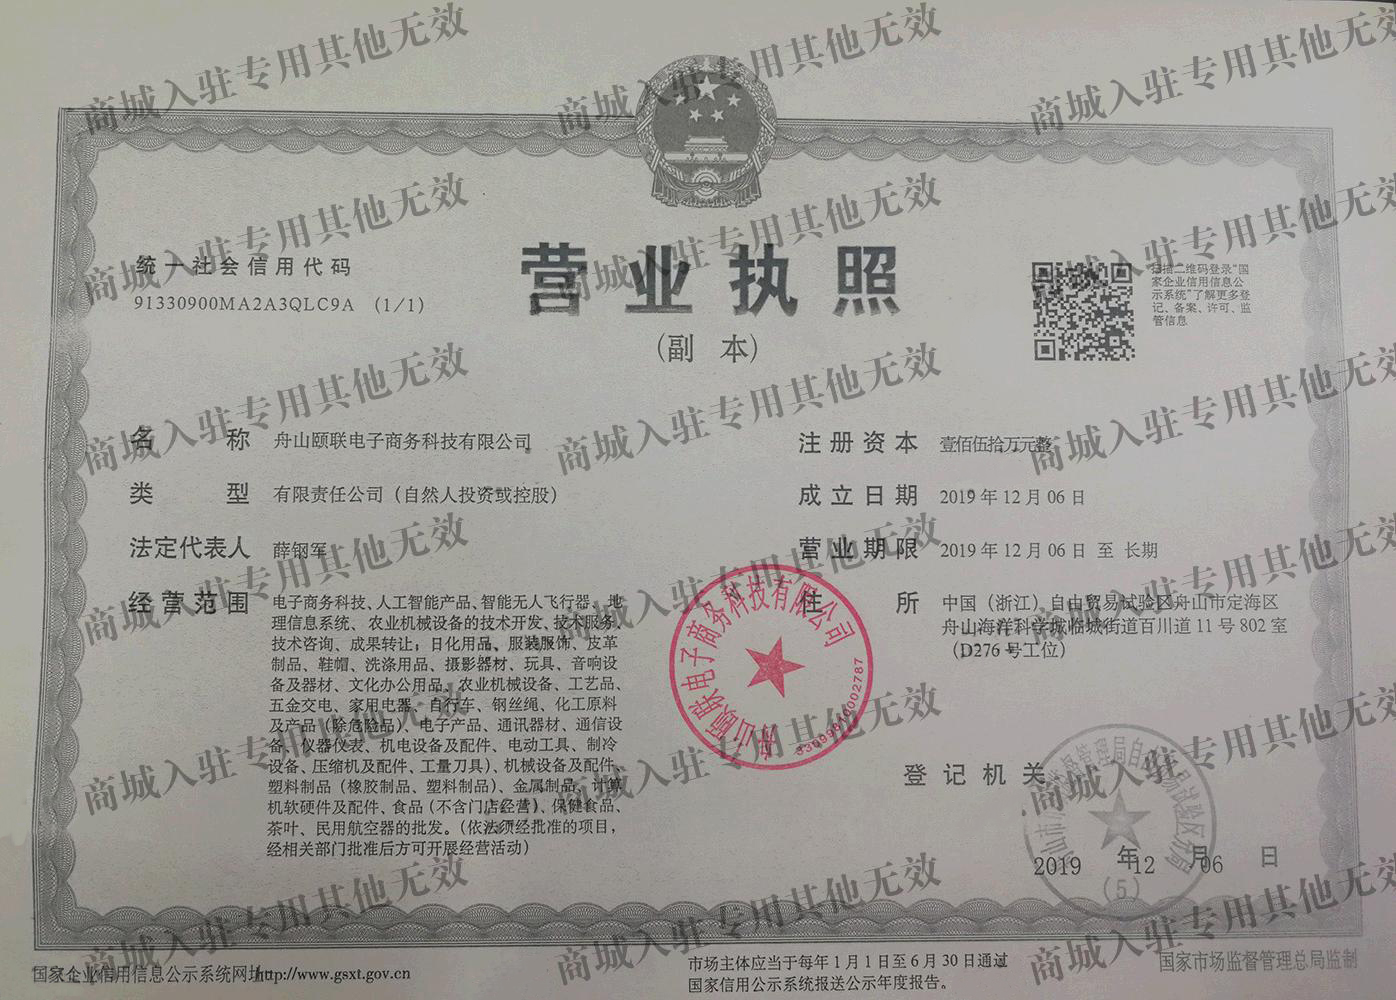 商城入驻专用其他无效
营业执照
(副 本)
统一社会信用代码
91330900MA2A3QLC9A (1/1)
扫描二维码登录“国
家企业信用信息公
示系统”了解更多登
记、备案、许可、监
管信息
名 称 舟山颐联电子商务科技有限公司
类 型 有限责任公司（自然人投资或控股）
法定代表人 薛钢军
经营范围 电子商务科技、人工智能产品、智能无人飞行器、地
理信息系统、农业机械设备的技术开发、技术服务、
技术咨询、成果转让；日化用品、服装服饰、皮革
制品、鞋帽、洗涤用品、摄影器材、玩具、音响设
备及器材、文化办公用品、农业机械设备、工艺品、
五金交电、家用电器、自行车、钢丝绳、化工原料
及产品（除危险品）、电子产品、通讯器材、通信设
备、仪器仪表、机电设备及配件、电动工具、制冷
设备、压缩机及配件、工量刀具）、机械设备及配件、
塑料制品（橡胶制品、塑料制品）、金属制品、计算
机软硬件及配件、食品（不含门店经营）、保健食品、
茶叶、民用航空器的批发。（依法须经批准的项目，
经相关部门批准后方可开展经营活动）
注册资本 壹佰伍拾万元整
成立日期 2019年12月06日
营业期限 2019年12月06日 至 长期
住 所 中国（浙江）自由贸易试验区舟山市定海区
舟山海洋科学城临城街道百川道11号802室
（D276号工位）
舟山颐联电子商务科技有限公司
登记机关
(5)
2019 年 12 月 06 日
国家企业信用信息公示系统网址http://www.gsxt.gov.cn
市场主体应当于每年1月1日至6月30日通过
国家信用公示系统报送公示年度报告。
国家市场监督管理总局监制